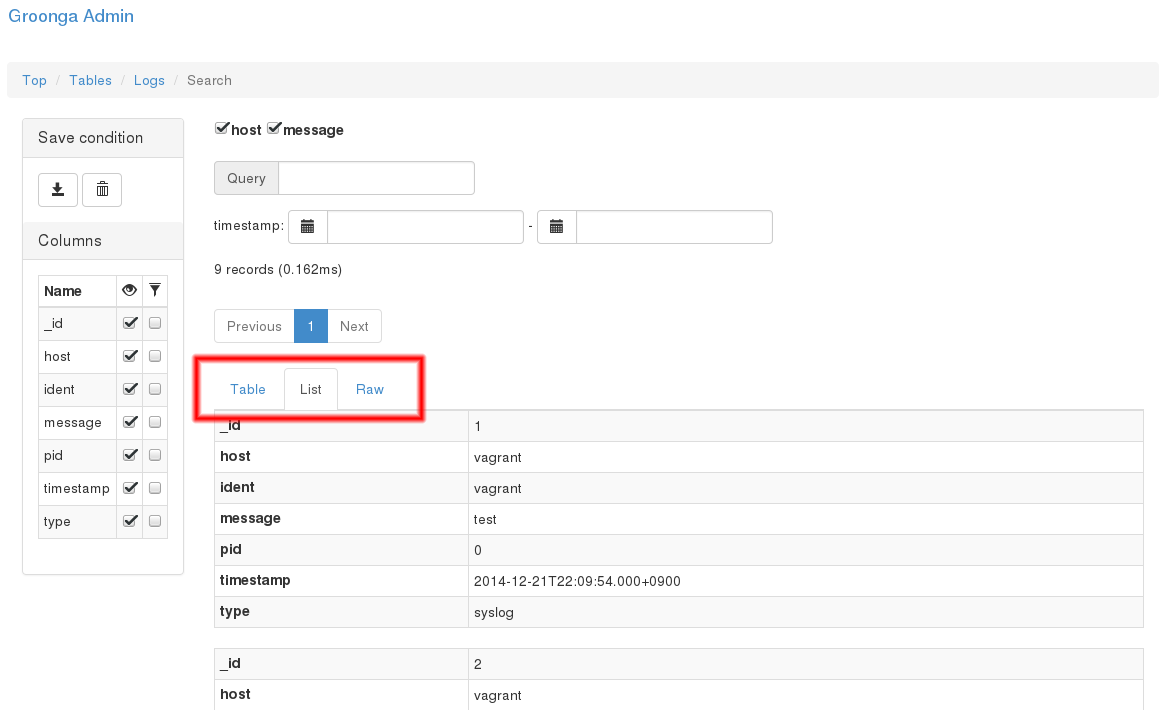 Groonga Admin
Top / Tables / Logs / Search
Save condition
Columns
Name
_id
host
ident
message
pid
timestamp
type
host message
Query
timestamp: -
9 records (0.162ms)
Previous 1 Next
Table List Raw
_id 1
host vagrant
ident vagrant
message test
pid 0
timestamp 2014-12-21T22:09:54.000+0900
type syslog
_id 2
host vagrant